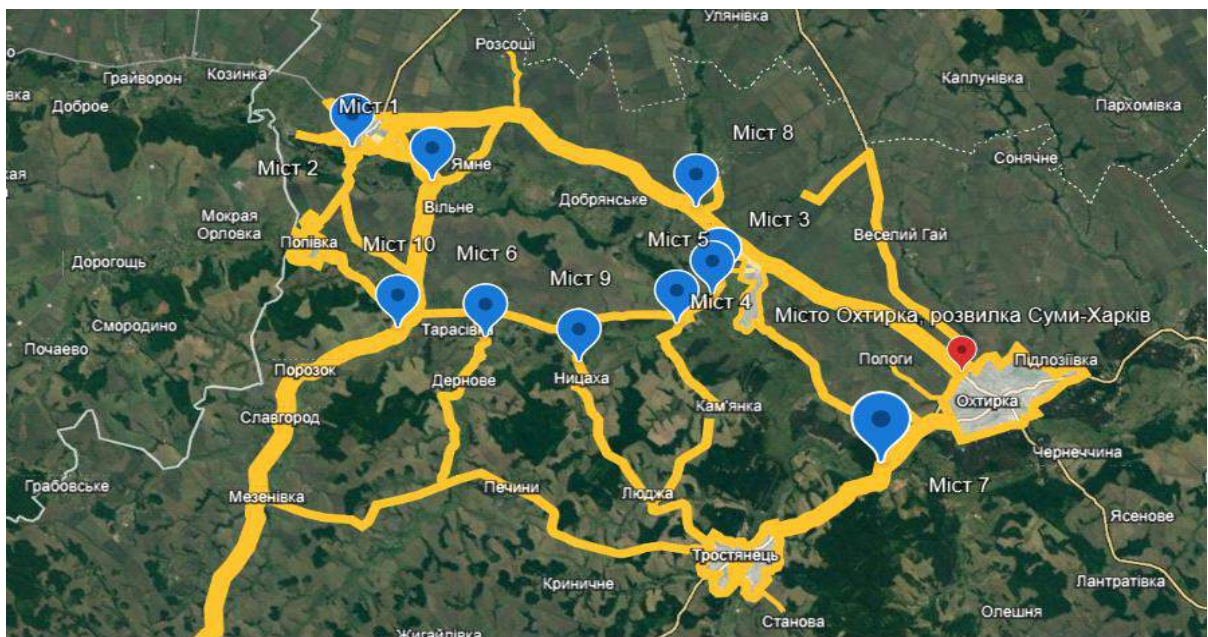 Улянівка
Розсоші
Козинка
Грайворон
Каплунівка
Доброе
Міст 1
Пархомівка
Міст 8
Сонячне
Міст 2
Ямне
Добрянське
Вільне
Мокрая
Орловка
Міст 3
Попівка
Міст 10
Міст 6
Міст 5
Веселий Гай
Дорогощь
Міст 9
Міст 4
Смородино
Місто Охтирка, розвилка Суми-Харків
Тарасівка
Почаево
Пологи
Підлозіївка
Порозок
Дернове
Ницаха
Охтирка
Славгород
Кам'янка
Чернеччина
Грабовське
Мезенівка
Печини
Люджа
Міст 7
Ясенове
Тростянець
Криничне
Лантратівка
Олешня
Станова
Жигайлівка